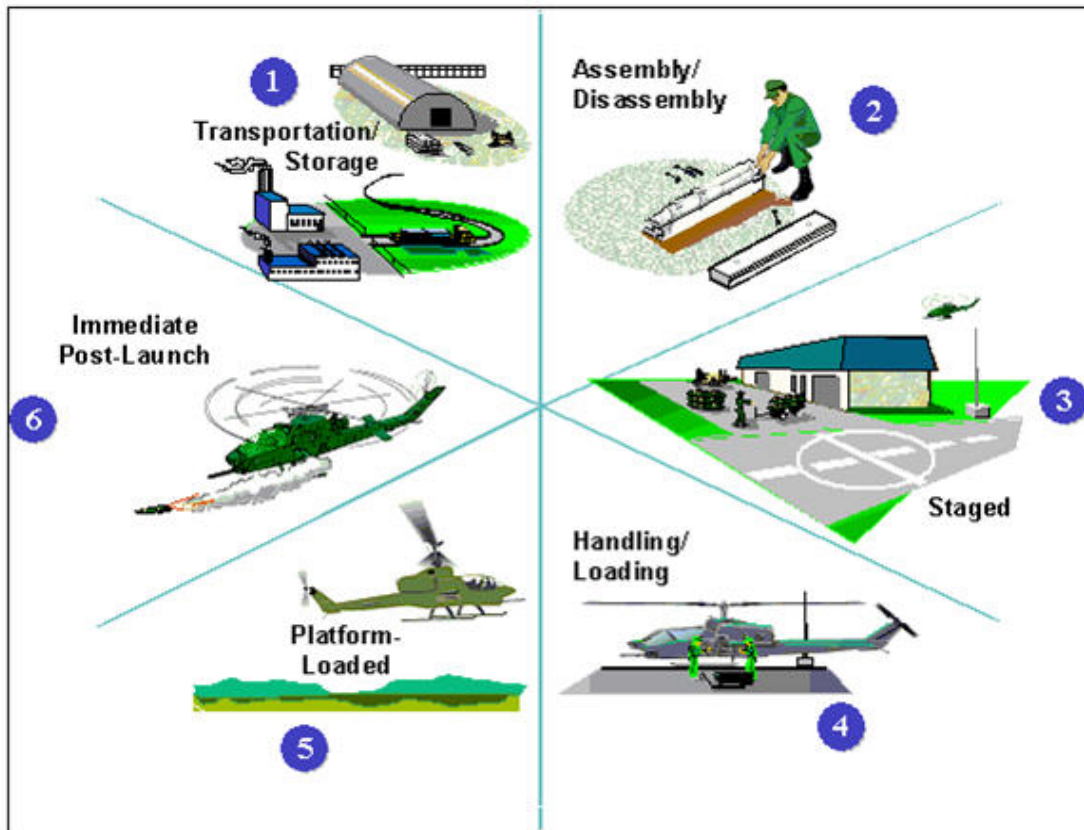 1
Transportation/
Storage
Assembly/
Disassembly
2
3
Staged
Handling/
Loading
4
Platform-
Loaded
5
Immediate
Post-Launch
6